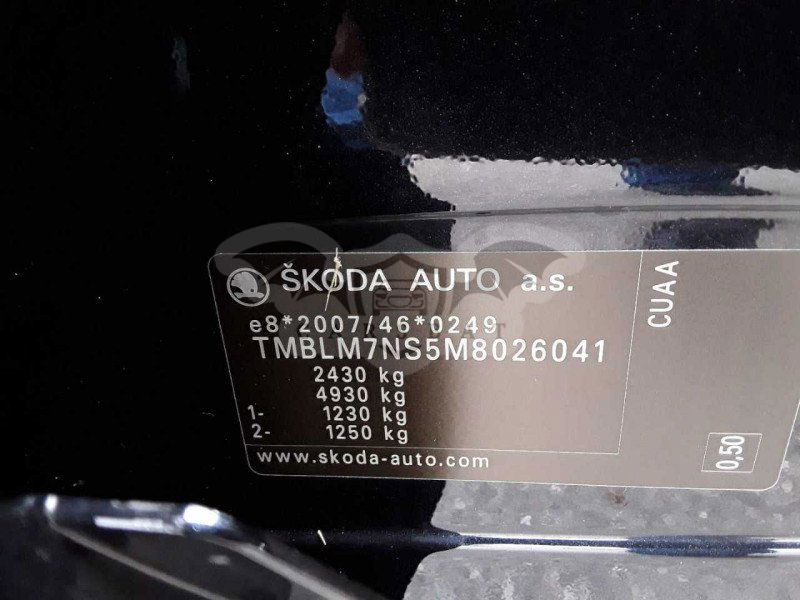 ŠKODA AUTO a.s.
e8*2007/46*0249
TMBLM7NS5M8026041
2430 kg
4930 kg
1- 1230 kg
2- 1250 kg
www.skoda-auto.com
CUAA
0,50